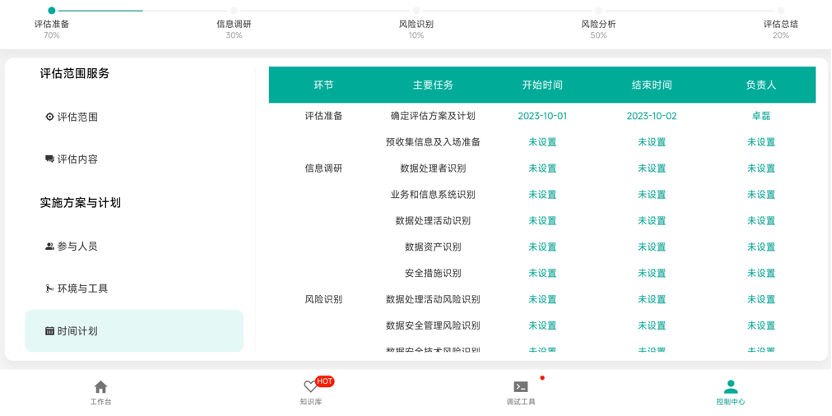 评估准备 信息调研 风险识别 风险分析 评估总结
70% 30% 10% 50% 20%
评估范围服务
评估范围
评估内容
实施方案与计划
参与人员
环境与工具
时间计划
环节 主要任务 开始时间 结束时间 负责人
评估准备 确定评估方案及计划 2023-10-01 2023-10-02 卓磊
预收集信息及入场准备 未设置 未设置 未设置
信息调研 数据处理者识别 未设置 未设置 未设置
业务和信息系统识别 未设置 未设置 未设置
数据处理活动识别 未设置 未设置 未设置
数据资产识别 未设置 未设置 未设置
安全措施识别 未设置 未设置 未设置
风险识别 数据处理活动风险识别 未设置 未设置 未设置
数据安全管理风险识别 未设置 未设置 未设置
数据安全技术风险识别 未设置 未设置 未设置
HOT
工作台 知识库 调试工具 控制中心